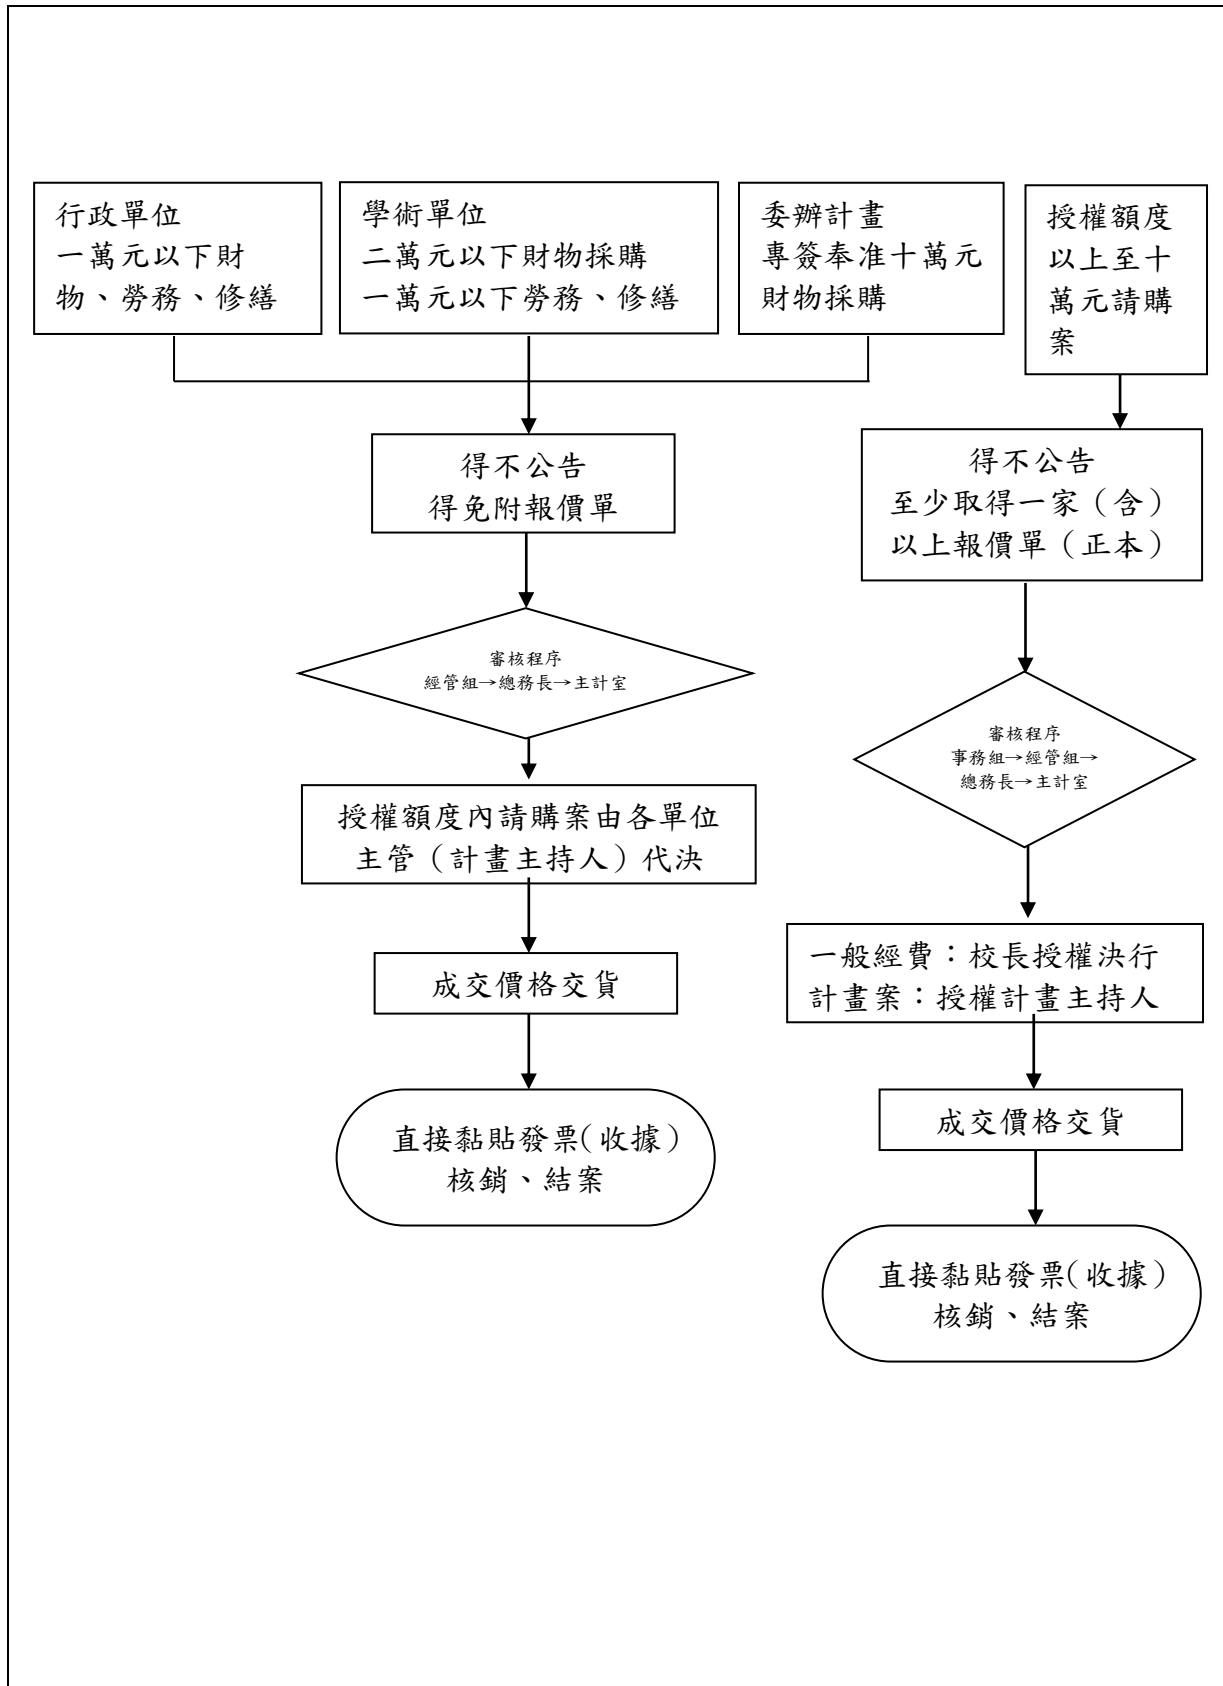 行政單位
一萬元以下財
物、勞務、修繕
學術單位
二萬元以下財物採購
一萬元以下勞務、修繕
委辦計畫
專簽奉准十萬元
財物採購
授權額度
以上至十
萬元請購
案
得不公告
得免附報價單
得不公告
至少取得一家（含）
以上報價單（正本）
審核程序
經管組→總務長→主計室
審核程序
事務組→經管組→
總務長→主計室
授權額度內請購案由各單位
主管（計畫主持人）代決
一般經費：校長授權決行
計畫案：授權計畫主持人
成交價格交貨
成交價格交貨
直接黏貼發票(收據)
核銷、結案
直接黏貼發票(收據)
核銷、結案